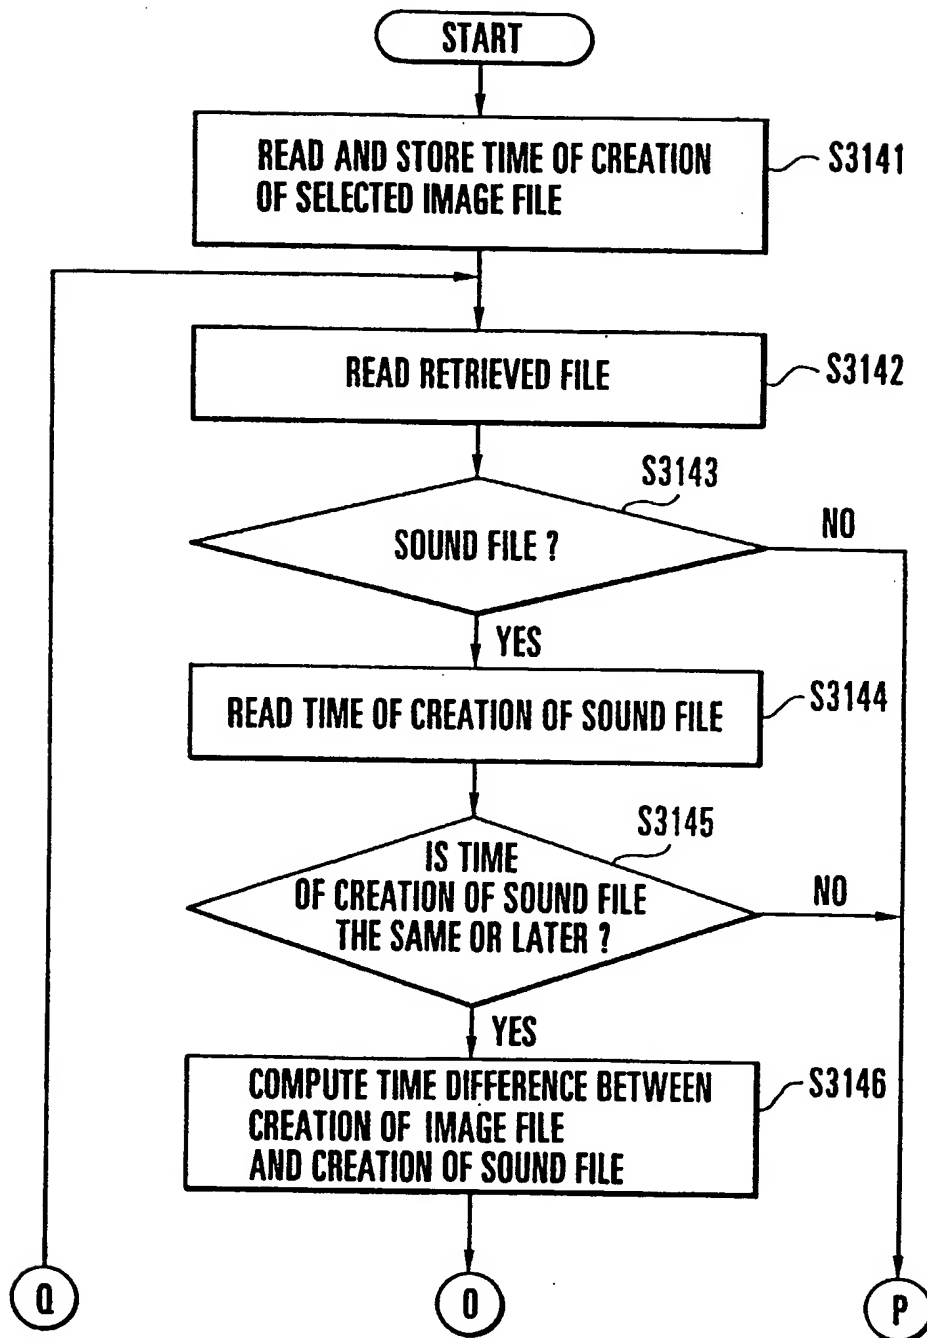 START
READ AND STORE TIME OF CREATION
OF SELECTED IMAGE FILE
S3141
READ RETRIEVED FILE
S3142
S3143
SOUND FILE ?
NO
YES
READ TIME OF CREATION OF SOUND FILE
S3144
S3145
IS TIME
OF CREATION OF SOUND FILE
THE SAME OR LATER ?
NO
YES
COMPUTE TIME DIFFERENCE BETWEEN
CREATION OF IMAGE FILE
AND CREATION OF SOUND FILE
S3146
Q
O
P